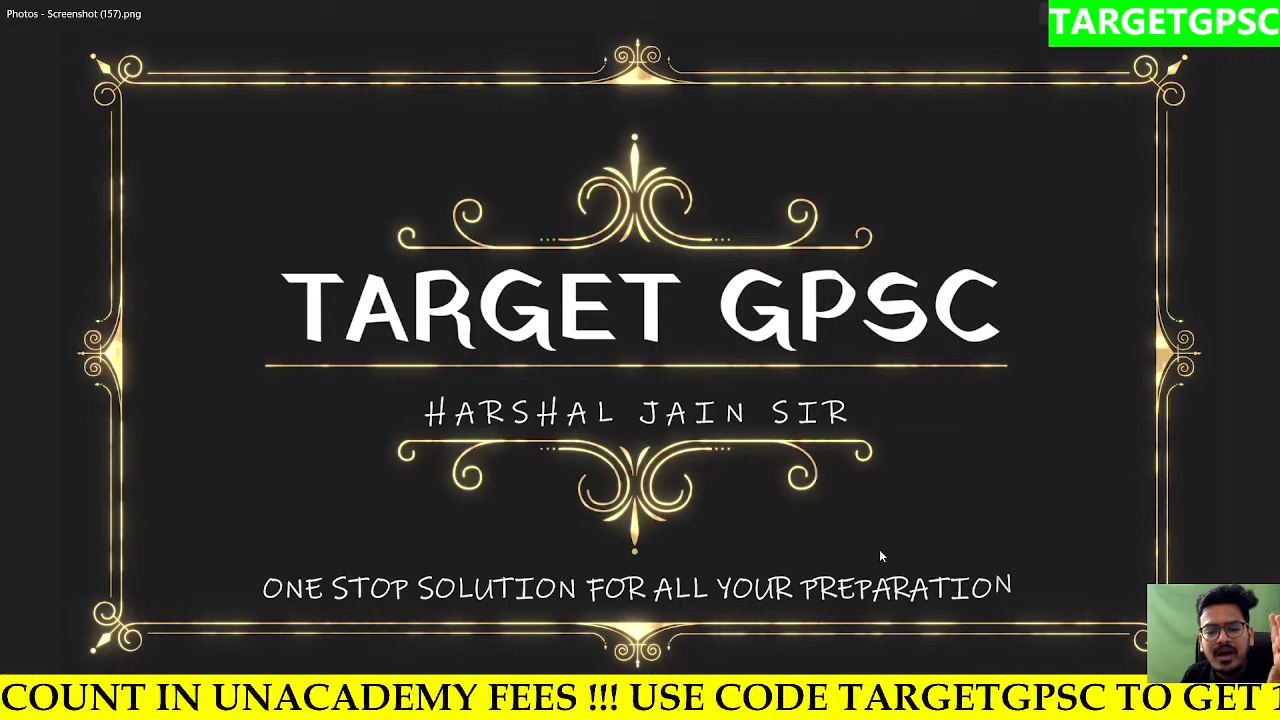 Photos - Screenshot (157).png
TARGETGPSC
TARGET GPSC
HARSHAL JAIN SIR
ONE STOP SOLUTION FOR ALL YOUR PREPARATION
COUNT IN UNACADEMY FEES !!! USE CODE TARGETGPSC TO GET